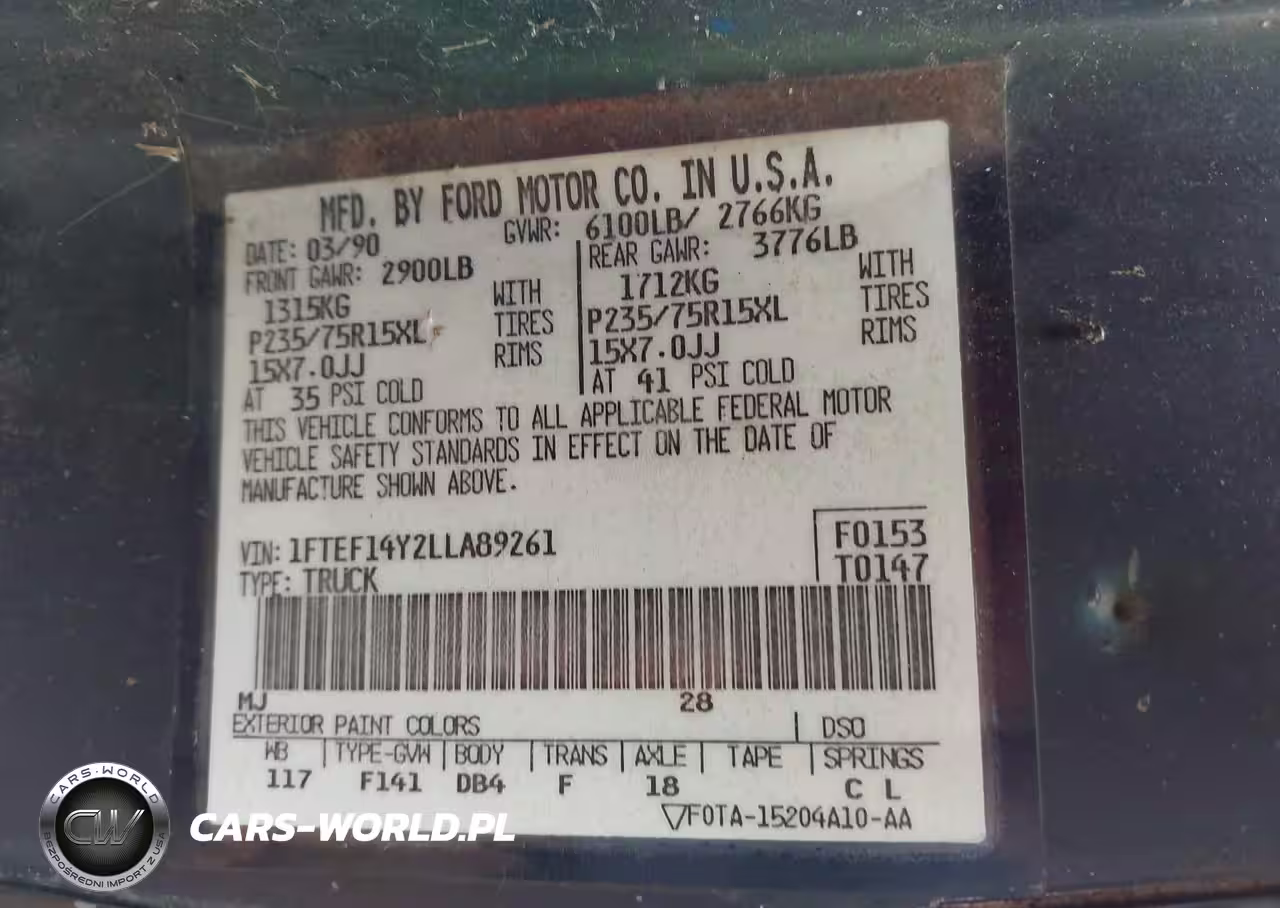 MFD. BY FORD MOTOR CO. IN U.S.A.
DATE: 03/90 GVWR: 6100LB/ 2766KG
FRONT GAWR: 2900LB REAR GAWR: 3776LB
1315KG WITH 1712KG WITH
P235/75R15XL TIRES P235/75R15XL TIRES
15X7.0JJ RIMS 15X7.0JJ RIMS
AT 35 PSI COLD AT 41 PSI COLD
THIS VEHICLE CONFORMS TO ALL APPLICABLE FEDERAL MOTOR
VEHICLE SAFETY STANDARDS IN EFFECT ON THE DATE OF
MANUFACTURE SHOWN ABOVE.
VIN: 1FTEF14Y2LLA89261 F0153
TYPE: TRUCK T0147
MJ 28
EXTERIOR PAINT COLORS DSO
WB TYPE-GVW BODY TRANS AXLE TAPE SPRINGS
117 F141 DB4 F 18 C L
▽F0TA-15204A10-AA
CARS-WORLD
CW
BEZPOŚREDNI IMPORT Z USA
CARS-WORLD.PL